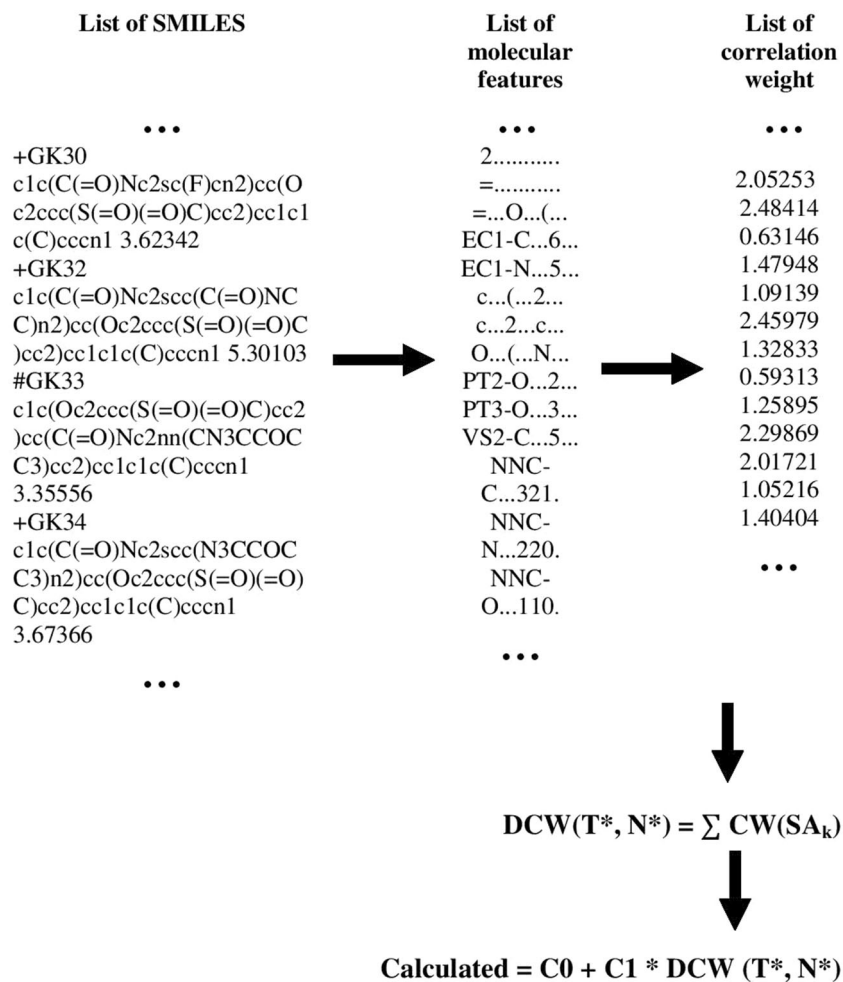 List of SMILES
...
+GK30
c1c(C(=O)Nc2sc(F)cn2)cc(O
c2ccc(S(=O)(=O)C)cc2)cc1c1
c(C)cccn1 3.62342
+GK32
c1c(C(=O)Nc2scc(C(=O)NC
C)n2)cc(Oc2ccc(S(=O)(=O)C
)cc2)cc1c1c(C)cccn1 5.30103
#GK33
c1c(Oc2ccc(S(=O)(=O)C)cc2
)cc(C(=O)Nc2nn(CN3CCOC
C3)cc2)cc1c1c(C)cccn1
3.35556
+GK34
c1c(C(=O)Nc2scc(N3CCOC
C3)n2)cc(Oc2ccc(S(=O)(=O)
C)cc2)cc1c1c(C)cccn1
3.67366
...
List of
molecular
features
...
2...........
=...........
=...O...(...
EC1-C...6...
EC1-N...5...
c...(...2...
c...2...c...
O...(...N...
PT2-O...2...
PT3-O...3...
VS2-C...5...
NNC-
C...321.
NNC-
N...220.
NNC-
O...110.
...
List of
correlation
weight
...
2.05253
2.48414
0.63146
1.47948
1.09139
2.45979
1.32833
0.59313
1.25895
2.29869
2.01721
1.05216
1.40404
...
DCW(T*, N*) = ∑ CW(SAk)
Calculated = C0 + C1 * DCW (T*, N*)